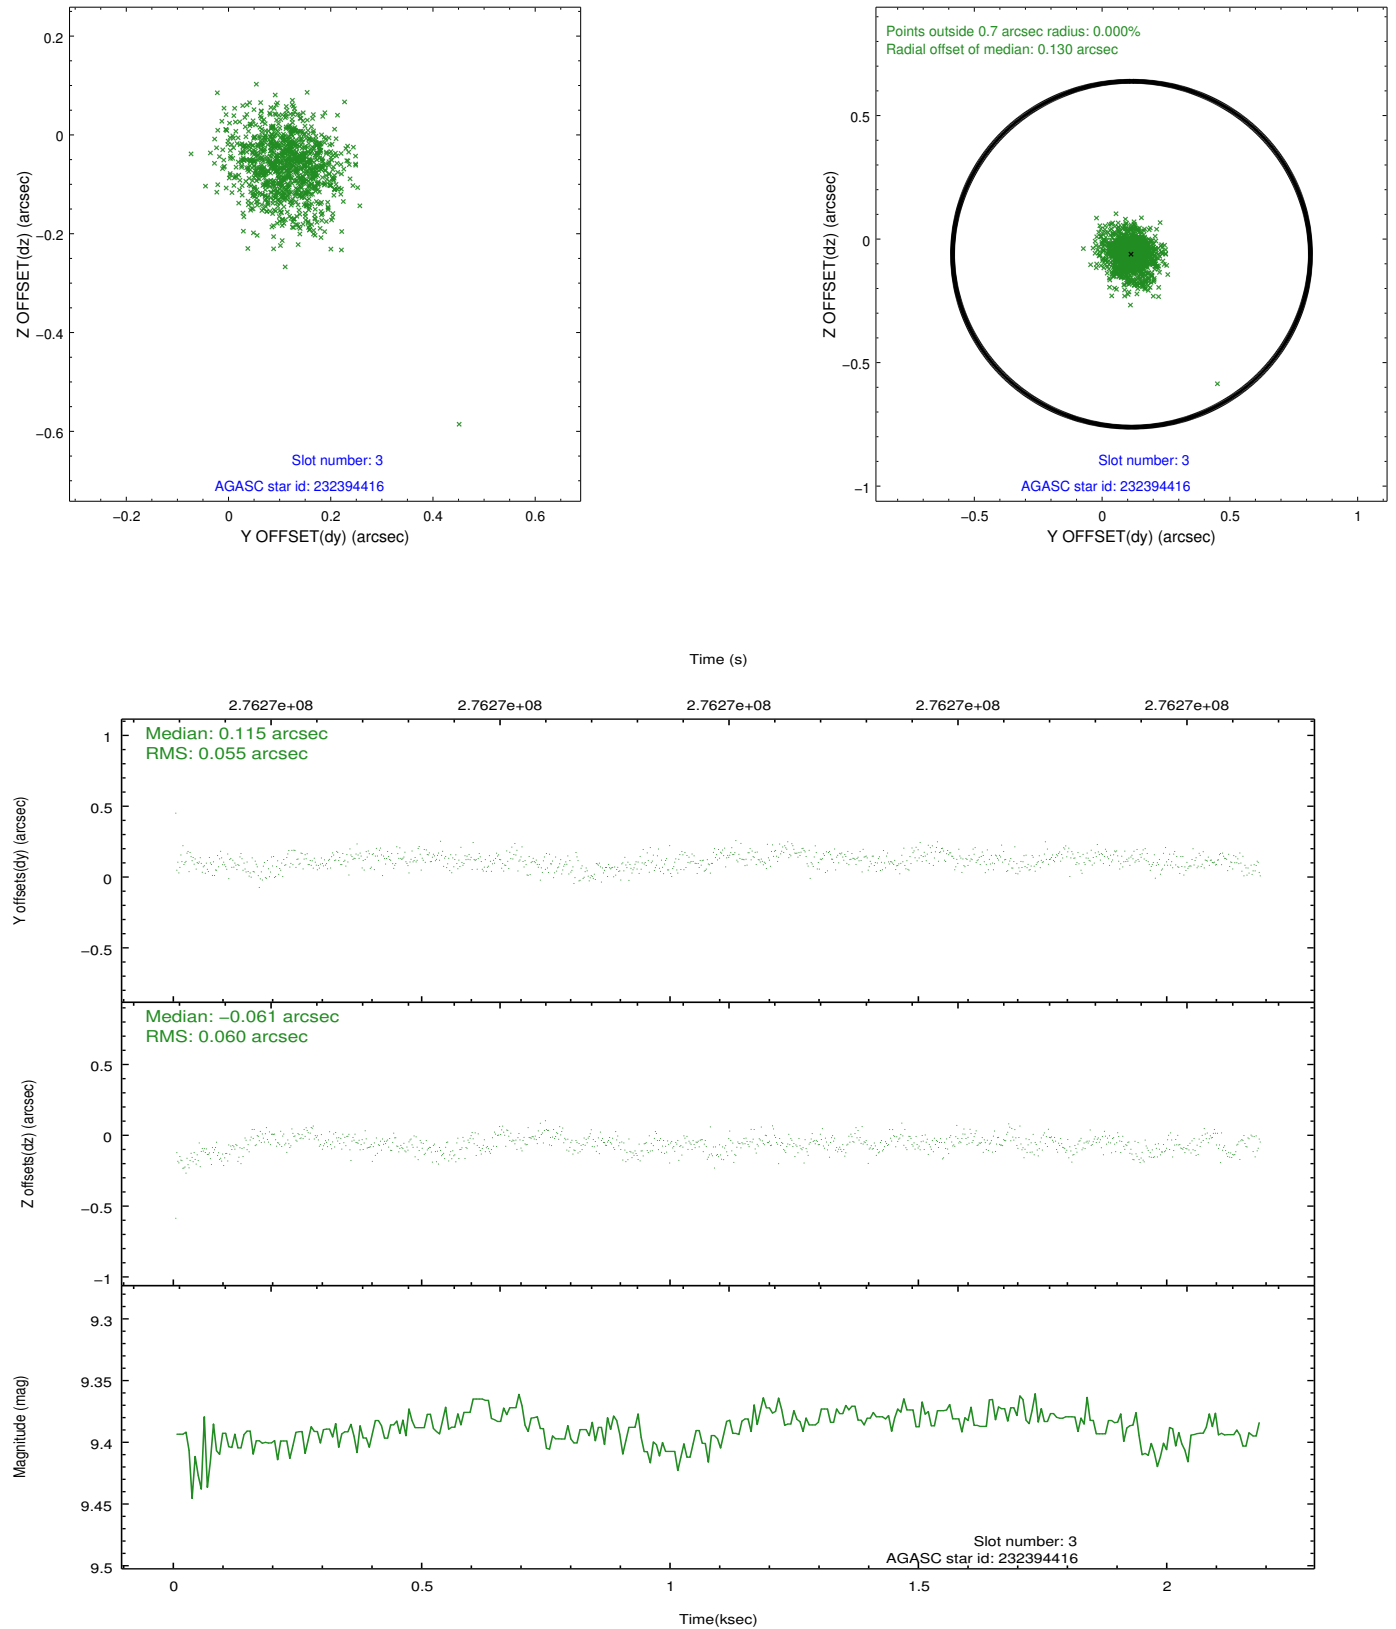 0.2
0
−0.2
−0.4
−0.6
Z OFFSET(dz) (arcsec)
Slot number: 3
AGASC star id: 232394416
−0.2
0
0.2
0.4
0.6
Y OFFSET(dy) (arcsec)
Points outside 0.7 arcsec radius: 0.000%
Radial offset of median: 0.130 arcsec
0.5
0
−0.5
−1
Z OFFSET(dz) (arcsec)
Slot number: 3
AGASC star id: 232394416
−0.5
0
0.5
1
Y OFFSET(dy) (arcsec)
Time (s)
2.7627e+08
2.7627e+08
2.7627e+08
2.7627e+08
2.7627e+08
Median: 0.115 arcsec
RMS: 0.055 arcsec
1
0.5
0
−0.5
Y offsets(dy) (arcsec)
Median: −0.061 arcsec
RMS: 0.060 arcsec
0.5
0
−0.5
−1
Z offsets(dz) (arcsec)
9.3
9.35
9.4
9.45
9.5
Magnitude (mag)
Slot number: 3
AGASC star id: 232394416
0
0.5
1
1.5
2
Time(ksec)